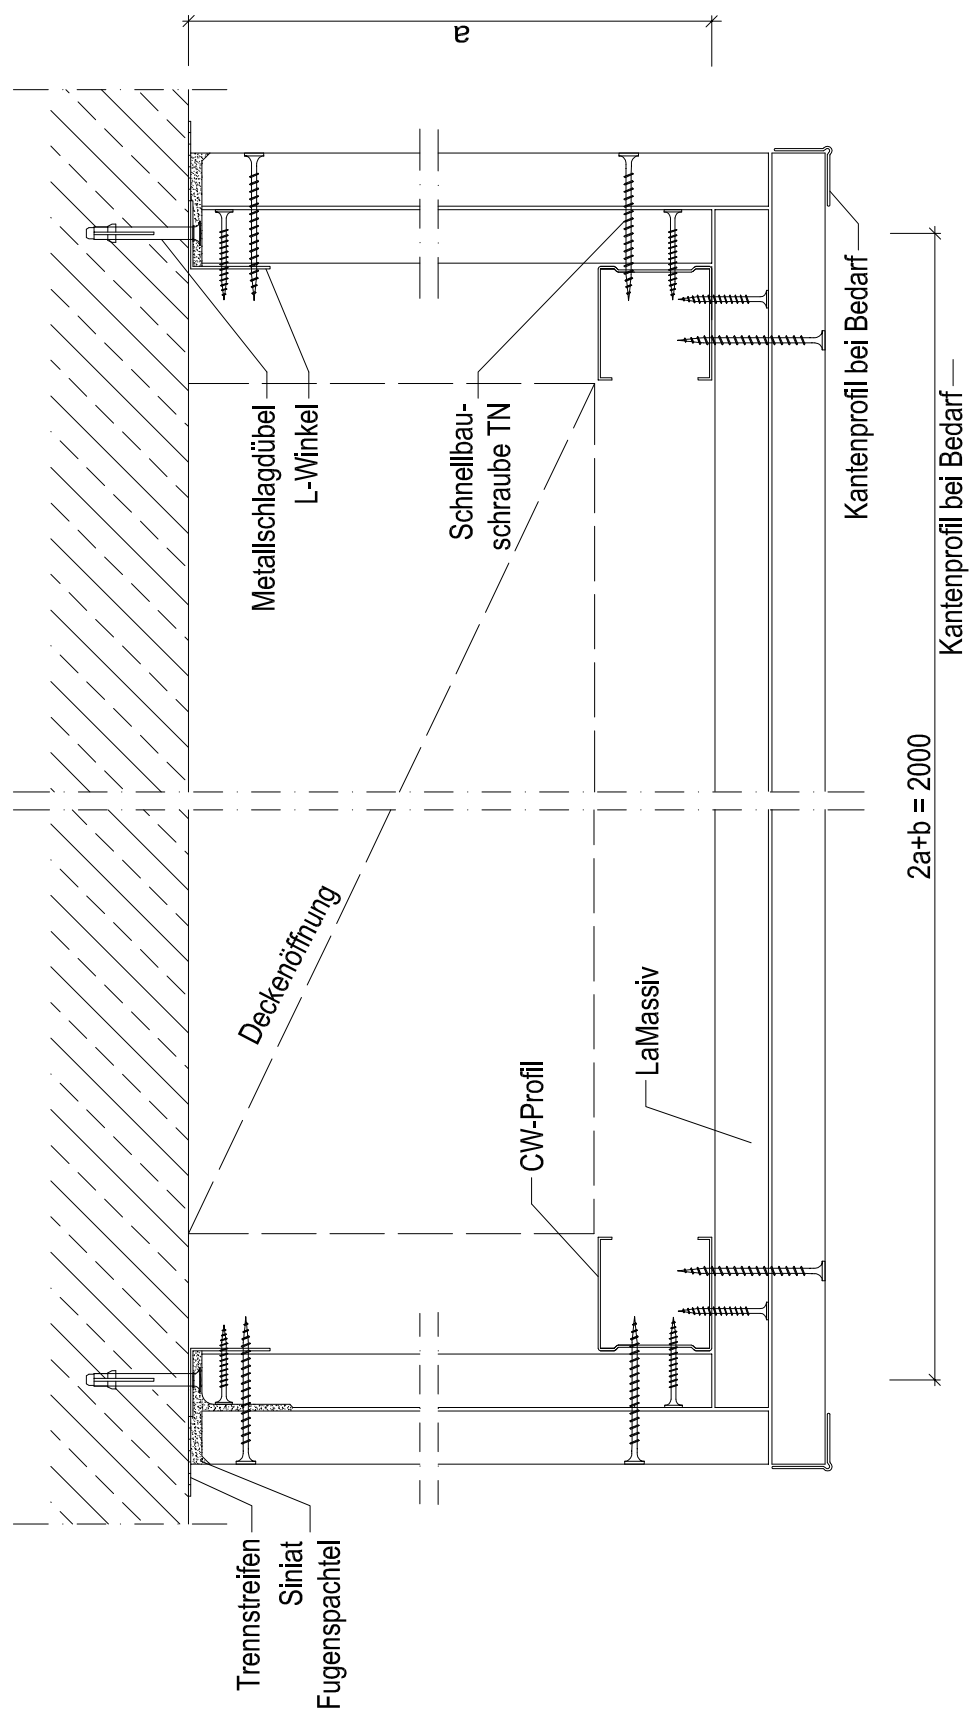 a
Metallschlagdübel
L-Winkel
Schnellbau-
schraube TN
Kantenprofil bei Bedarf
Kantenprofil bei Bedarf
2a+b = 2000
Deckenöffnung
LaMassiv
CW-Profil
Trennstreifen
Siniat
Fugenspachtel